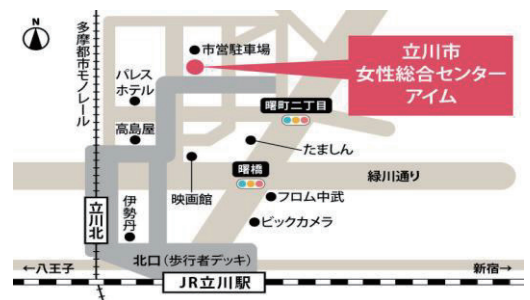 N
多摩都市モノレール
市営駐車場
立川市
女性総合センター
アイム
パレス
ホテル
曙町二丁目
高島屋
たましん
曙橋
映画館
緑川通り
フロム中武
立川北
伊勢丹
ビックカメラ
北口(歩行者デッキ)
←八王子
新宿→
JR立川駅